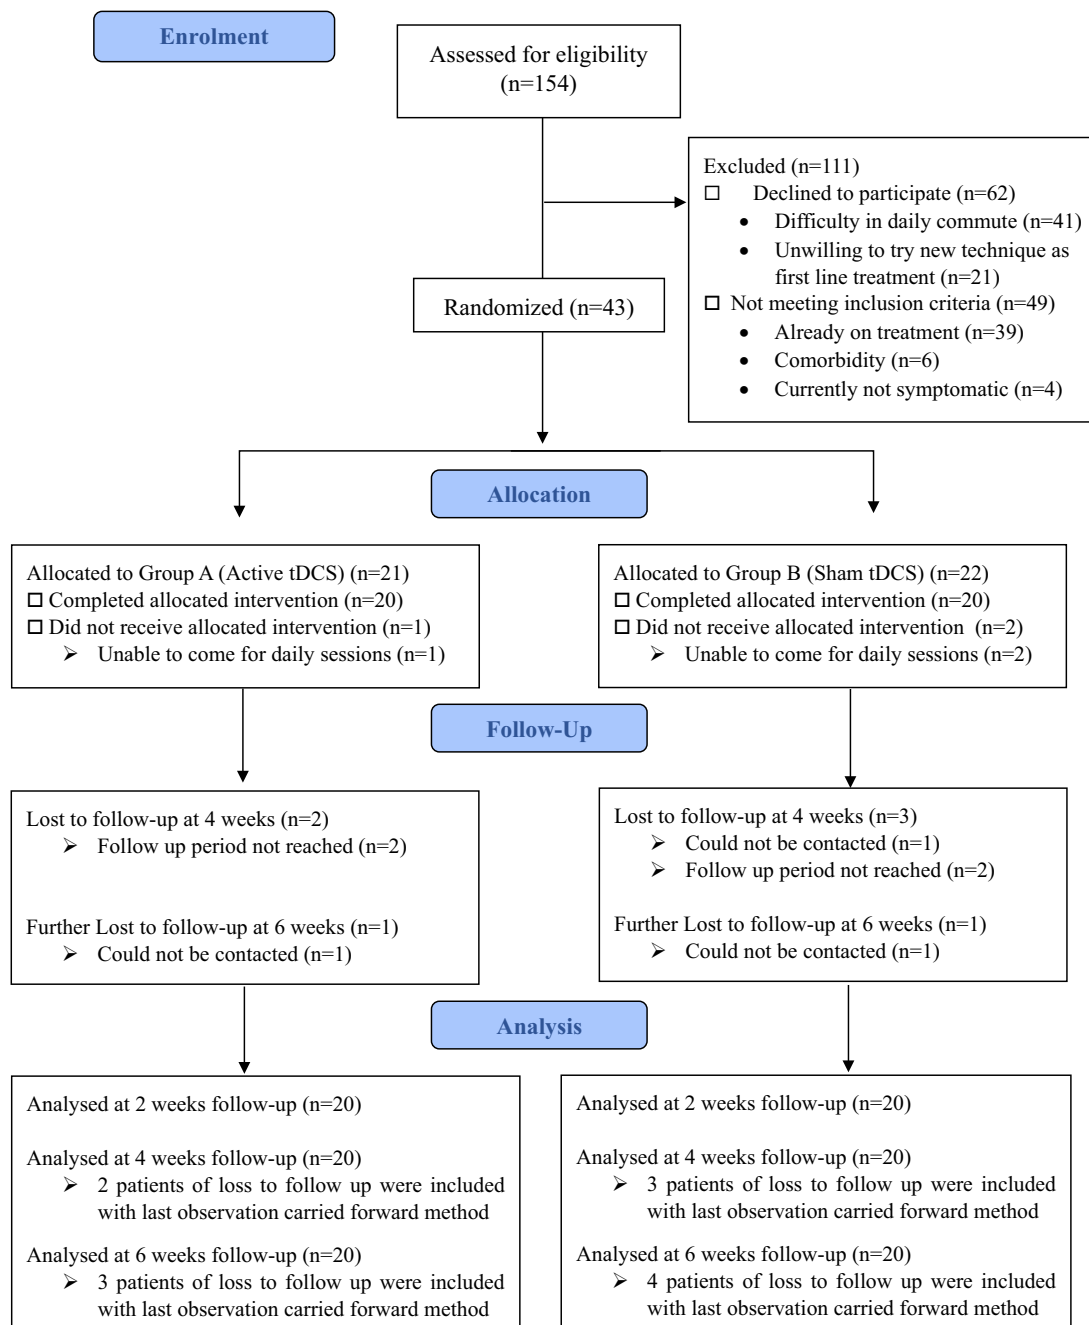 Enrolment
Assessed for eligibility
(n=154)
Excluded (n=111)
☐ Declined to participate (n=62)
• Difficulty in daily commute (n=41)
• Unwilling to try new technique as
first line treatment (n=21)
☐ Not meeting inclusion criteria (n=49)
• Already on treatment (n=39)
• Comorbidity (n=6)
• Currently not symptomatic (n=4)
Randomized (n=43)
Allocation
Allocated to Group A (Active tDCS) (n=21)
☐ Completed allocated intervention (n=20)
☐ Did not receive allocated intervention (n=1)
➢ Unable to come for daily sessions (n=1)
Allocated to Group B (Sham tDCS) (n=22)
☐ Completed allocated intervention (n=20)
☐ Did not receive allocated intervention (n=2)
➢ Unable to come for daily sessions (n=2)
Follow-Up
Lost to follow-up at 4 weeks (n=2)
➢ Follow up period not reached (n=2)
Further Lost to follow-up at 6 weeks (n=1)
➢ Could not be contacted (n=1)
Lost to follow-up at 4 weeks (n=3)
➢ Could not be contacted (n=1)
➢ Follow up period not reached (n=2)
Further Lost to follow-up at 6 weeks (n=1)
➢ Could not be contacted (n=1)
Analysis
Analysed at 2 weeks follow-up (n=20)
Analysed at 4 weeks follow-up (n=20)
➢ 2 patients of loss to follow up were included
with last observation carried forward method
Analysed at 6 weeks follow-up (n=20)
➢ 3 patients of loss to follow up were included
with last observation carried forward method
Analysed at 2 weeks follow-up (n=20)
Analysed at 4 weeks follow-up (n=20)
➢ 3 patients of loss to follow up were included
with last observation carried forward method
Analysed at 6 weeks follow-up (n=20)
➢ 4 patients of loss to follow up were included
with last observation carried forward method